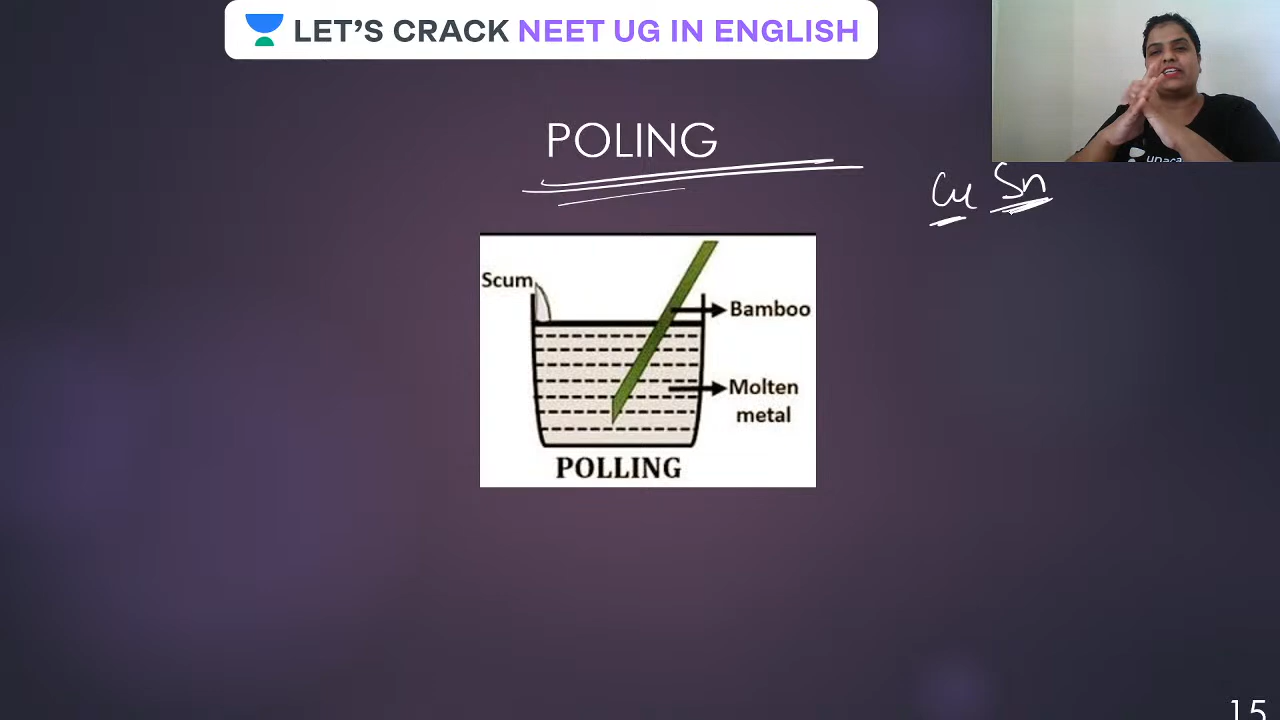 LET'S CRACK NEET UG IN ENGLISH
POLING
Cu Sn
Scum
Bamboo
Molten
metal
POLLING
15